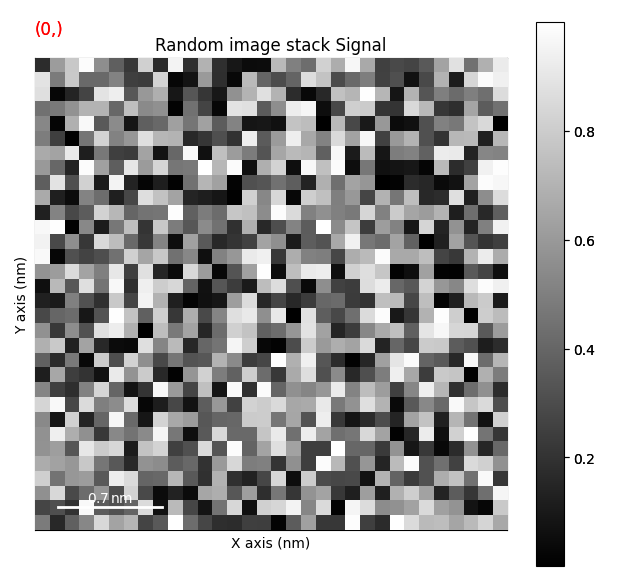 (0,)
Random image stack Signal
0.8
0.6
0.4
0.2
Y axis (nm)
0.7 nm
X axis (nm)